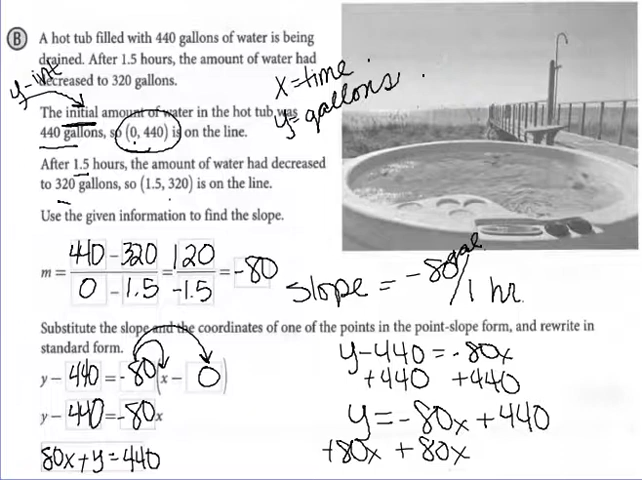 B A hot tub filled with 440 gallons of water is being
drained. After 1.5 hours, the amount of water had
decreased to 320 gallons.
y-int
x=time
y=gallons
The initial amount of water in the hot tub was
440 gallons, so (0, 440) is on the line.
After 1.5 hours, the amount of water had decreased
to 320 gallons, so (1.5, 320) is on the line.
Use the given information to find the slope.
m = 440 - 320 / 0 - 1.5 = 120 / -1.5 = -80
slope = -80 gal / 1 hr
Substitute the slope and the coordinates of one of the points in the point-slope form, and rewrite in
standard form.
y - 440 = -80(x - 0)
y - 440 = -80x
80x + y = 440
y - 440 = -80x
+440 +440
y = -80x + 440
+80x +80x